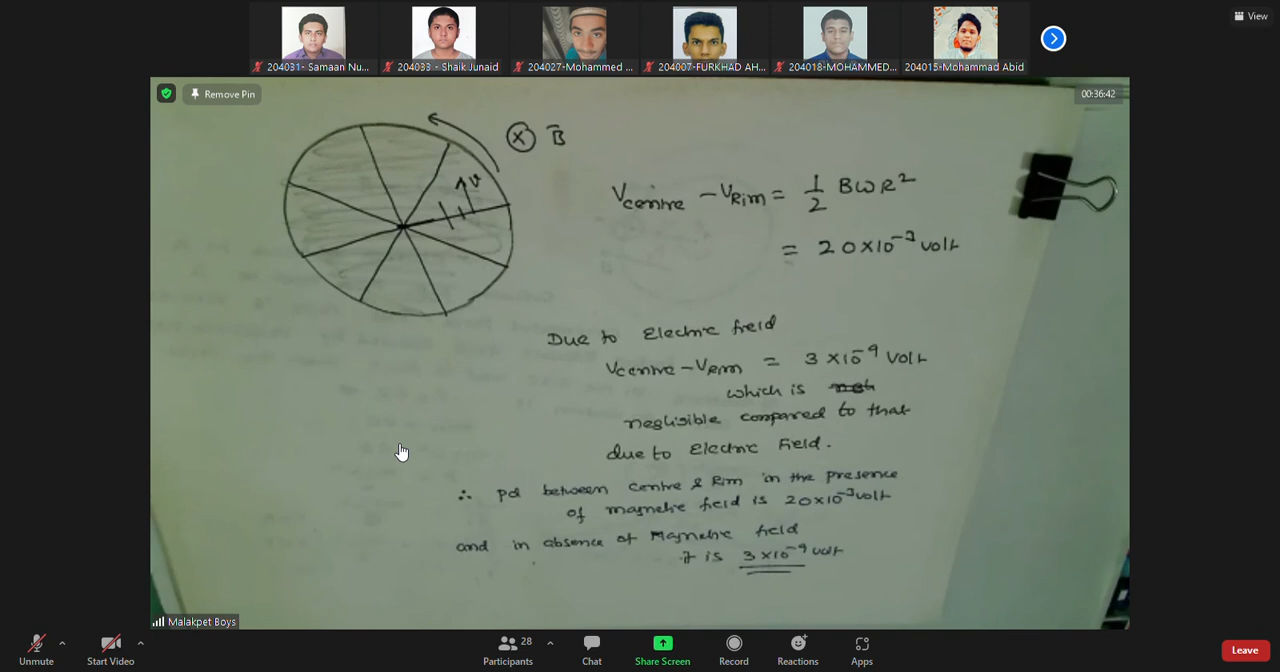 View
204031- Samaan Nu...
204033 - Shaik Junaid
204027-Mohammed ...
204007-FURKHAD AH...
204018-MOHAMMED...
204015-Mohammad Abid
Remove Pin
00:36:42
V
X B
Vcentre - VRim = 1/2 BWR²
= 20×10⁻³ volt
Due to Electric field
Vcentre - VRim = 3×10⁻⁹ Volt
which is
negligible compared to that
due to Electric Field.
∴ pd between Centre & Rim in the presence
of magnetic field is 20×10⁻³ volt
and in absence of Magnetic field
it is 3×10⁻⁹ volt
Malakpet Boys
Unmute
Start Video
28
Participants
Chat
Share Screen
Record
Reactions
Apps
Leave